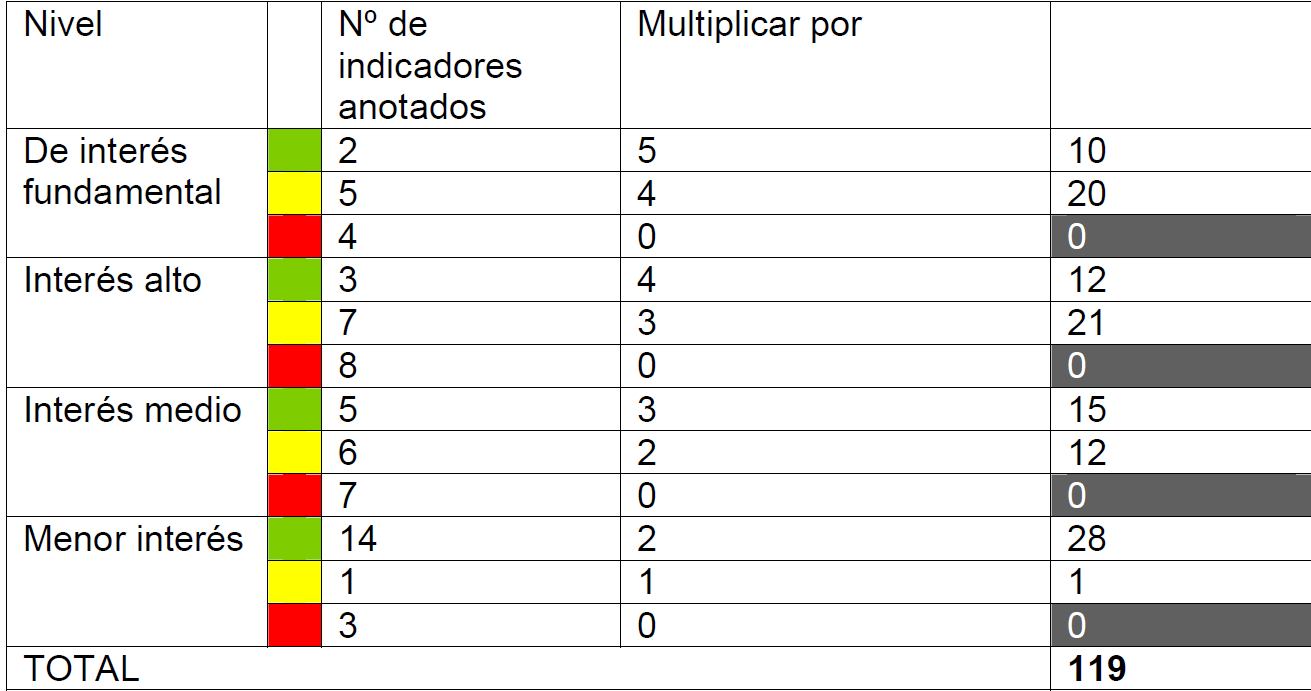 Nivel
Nº de
indicadores
anotados
Multiplicar por
De interés
fundamental
2 5 10
5 4 20
4 0 0
Interés alto
3 4 12
7 3 21
8 0 0
Interés medio
5 3 15
6 2 12
7 0 0
Menor interés
14 2 28
1 1 1
3 0 0
TOTAL 119